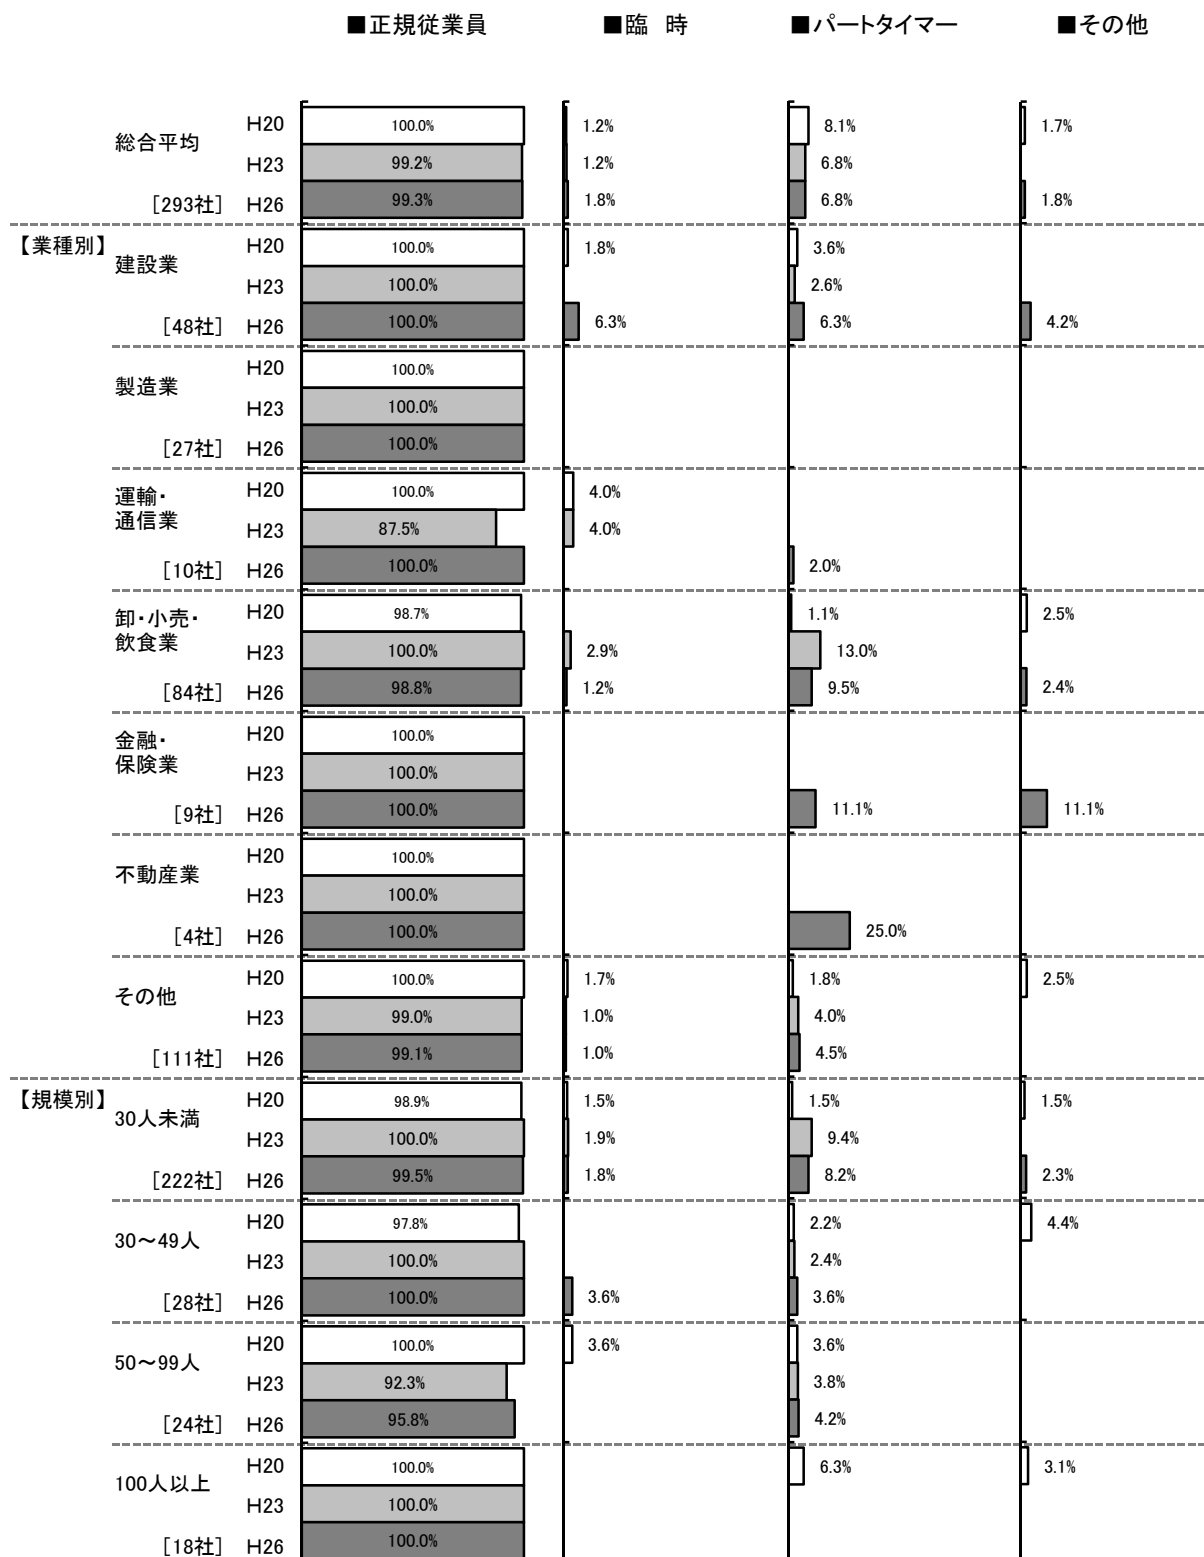 ■正規従業員 ■臨　時 ■パートタイマー ■その他
総合平均
H20 100.0% 1.2% 8.1% 1.7%
H23 99.2% 1.2% 6.8%
[293社] H26 99.3% 1.8% 6.8% 1.8%
【業種別】
建設業
H20 100.0% 1.8% 3.6%
H23 100.0% 2.6%
[48社] H26 100.0% 6.3% 6.3% 4.2%
製造業
H20 100.0%
H23 100.0%
[27社] H26 100.0%
運輸・
通信業
H20 100.0% 4.0%
H23 87.5% 4.0%
[10社] H26 100.0% 2.0%
卸・小売・
飲食業
H20 98.7% 1.1% 2.5%
H23 100.0% 2.9% 13.0%
[84社] H26 98.8% 1.2% 9.5% 2.4%
金融・
保険業
H20 100.0%
H23 100.0%
[9社] H26 100.0% 11.1% 11.1%
不動産業
H20 100.0%
H23 100.0%
[4社] H26 100.0% 25.0%
その他
H20 100.0% 1.7% 1.8% 2.5%
H23 99.0% 1.0% 4.0%
[111社] H26 99.1% 1.0% 4.5%
【規模別】
30人未満
H20 98.9% 1.5% 1.5% 1.5%
H23 100.0% 1.9% 9.4%
[222社] H26 99.5% 1.8% 8.2% 2.3%
30～49人
H20 97.8% 2.2% 4.4%
H23 100.0% 2.4%
[28社] H26 100.0% 3.6% 3.6%
50～99人
H20 100.0% 3.6% 3.6%
H23 92.3% 3.8%
[24社] H26 95.8% 4.2%
100人以上
H20 100.0% 6.3% 3.1%
H23 100.0%
[18社] H26 100.0%